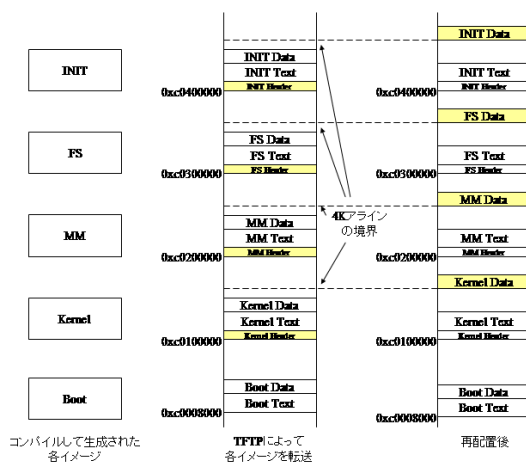 INIT
FS
MM
Kernel
Boot
コンパイルして生成された
各イメージ
INIT Data
INIT Text
INIT Header
0xc0400000
FS Data
FS Text
FS Header
0xc0300000
MM Data
MM Text
MM Header
0xc0200000
Kernel Data
Kernel Text
Kernel Header
0xc0100000
Boot Data
Boot Text
0xc0008000
TFTPによって
各イメージを転送
4Kアライン
の境界
INIT Data
INIT Text
INIT Header
0xc0400000
FS Data
FS Text
FS Header
0xc0300000
MM Data
MM Text
MM Header
0xc0200000
Kernel Data
Kernel Text
Kernel Header
0xc0100000
Boot Data
Boot Text
0xc0008000
再配置後